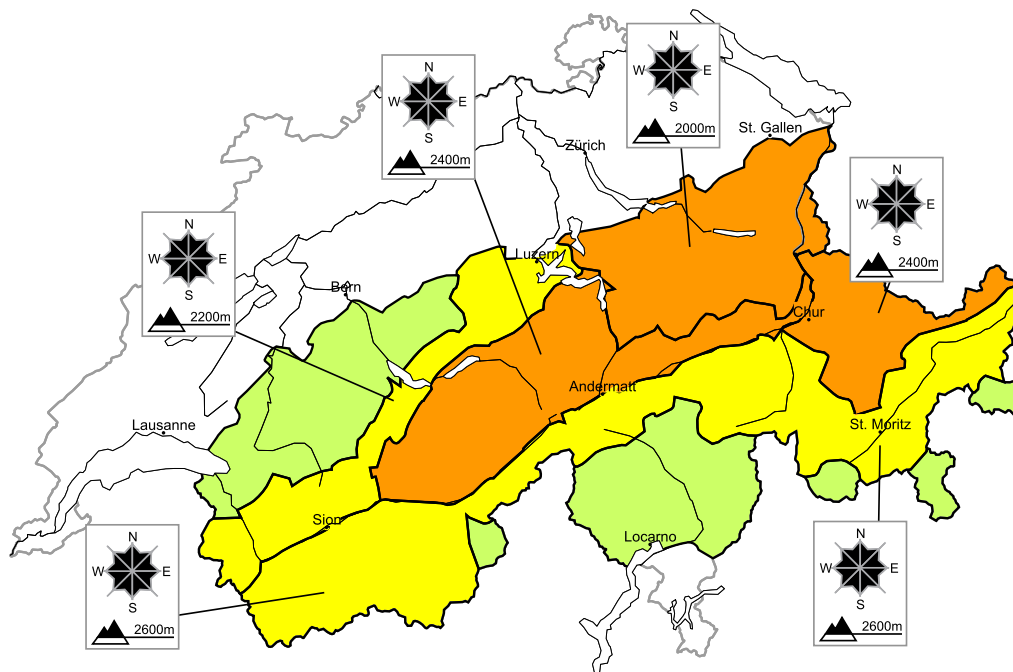 N
W E
S
2000m
N
W E
S
2400m
St. Gallen
Zürich
N
W E
S
2400m
N
W E
S
2200m
Luzern
Bern
Chur
Andermatt
Lausanne
St. Moritz
Sion
Locarno
N
W E
S
2600m
N
W E
S
2600m